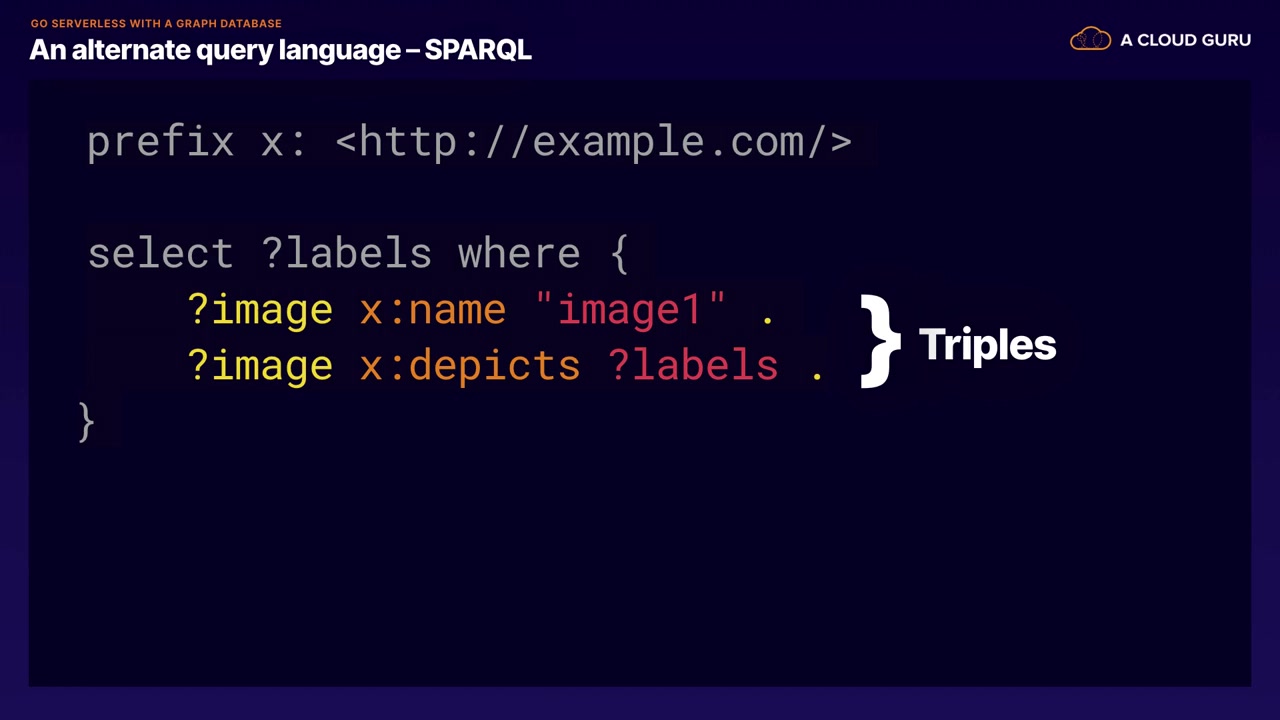 GO SERVERLESS WITH A GRAPH DATABASE
An alternate query language – SPARQL
A CLOUD GURU
prefix x: <http://example.com/>
select ?labels where {
?image x:name "image1" .
?image x:depicts ?labels .
} Triples
}